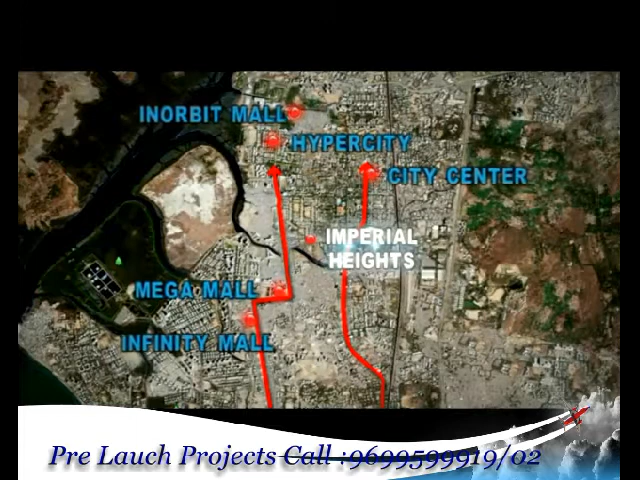 INORBIT MALL
HYPERCITY
CITY CENTER
IMPERIAL
HEIGHTS
MEGA MALL
INFINITY MALL
Pre Lauch Projects Call :9699599919/02